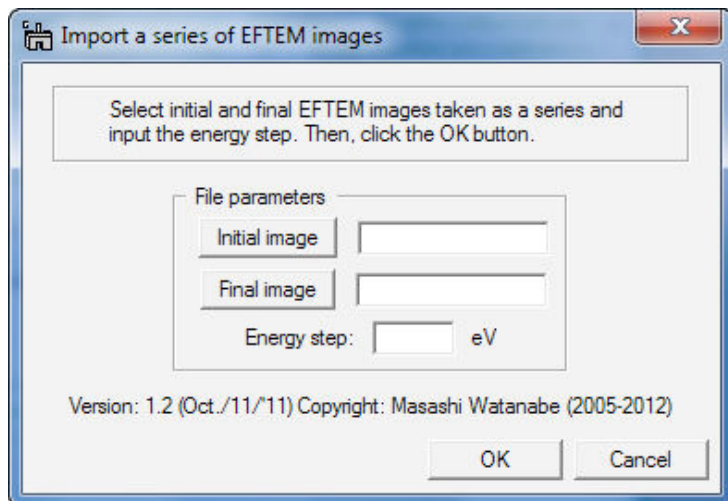 Import a series of EFTEM images
Select initial and final EFTEM images taken as a series and
input the energy step. Then, click the OK button.
File parameters
Initial image
Final image
Energy step: eV
Version: 1.2 (Oct./11/'11) Copyright: Masashi Watanabe (2005-2012)
OK Cancel